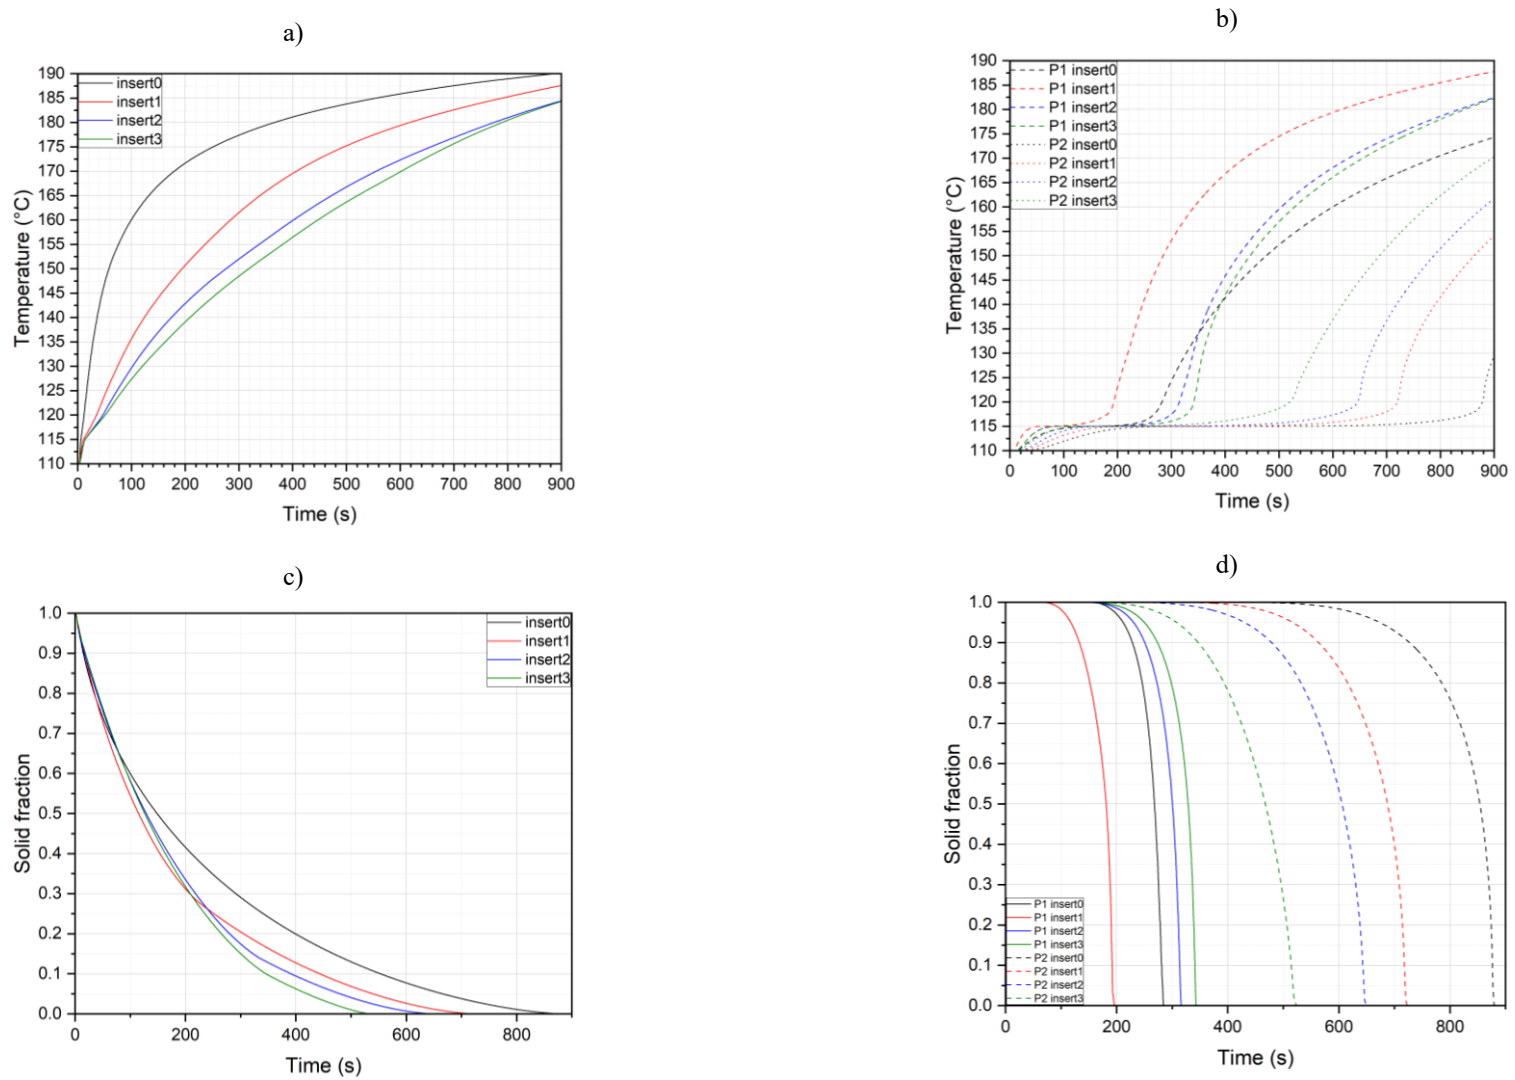 a)
190
185
180
175
170
165
160
155
150
145
140
135
130
125
120
115
110
Temperature (°C)
insert0
insert1
insert2
insert3
0 100 200 300 400 500 600 700 800 900
Time (s)
b)
190
185
180
175
170
165
160
155
150
145
140
135
130
125
120
115
110
Temperature (°C)
P1 insert0
P1 insert1
P1 insert2
P1 insert3
P2 insert0
P2 insert1
P2 insert2
P2 insert3
0 100 200 300 400 500 600 700 800 900
Time (s)
c)
1.0
0.9
0.8
0.7
0.6
0.5
0.4
0.3
0.2
0.1
0.0
Solid fraction
insert0
insert1
insert2
insert3
0 200 400 600 800
Time (s)
d)
1.0
0.9
0.8
0.7
0.6
0.5
0.4
0.3
0.2
0.1
0.0
Solid fraction
P1 insert0
P1 insert1
P1 insert2
P1 insert3
P2 insert0
P2 insert1
P2 insert2
P2 insert3
0 200 400 600 800
Time (s)